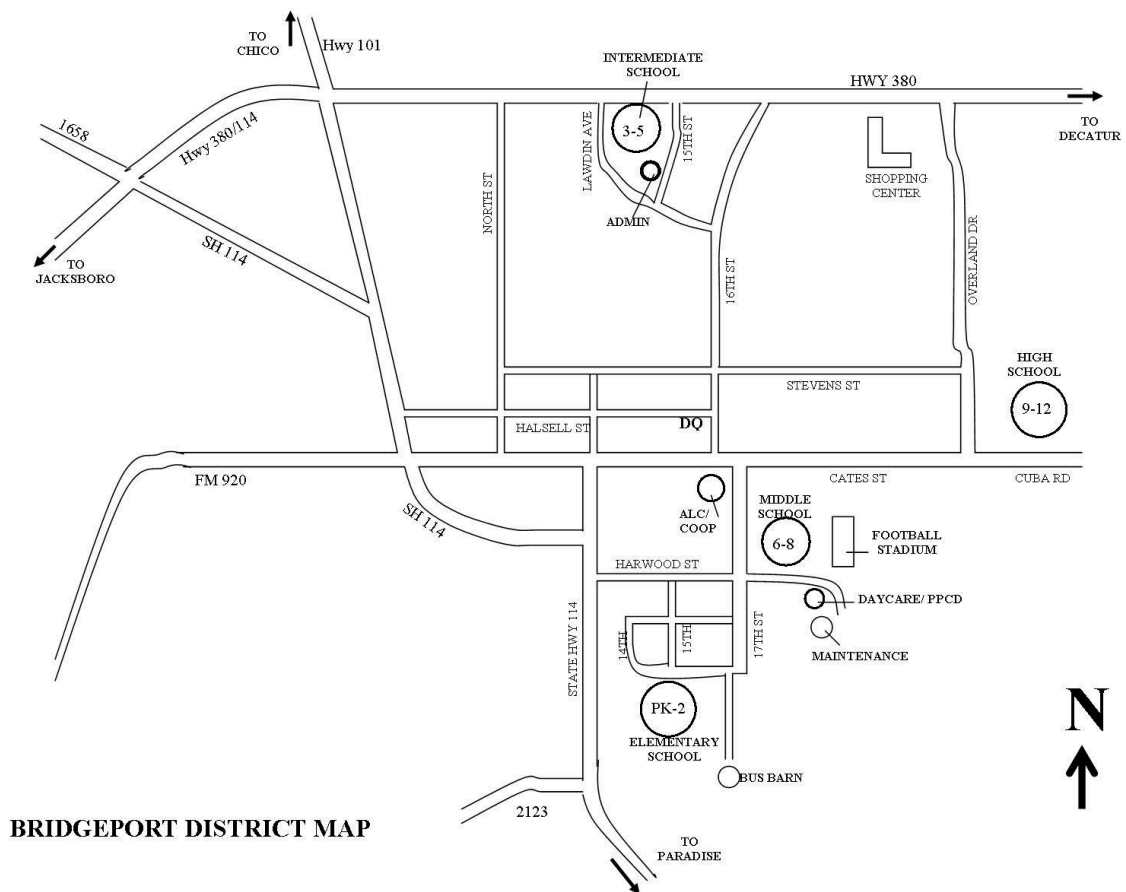 TO
CHICO
Hwy 101
INTERMEDIATE
SCHOOL
HWY 380
TO
DECATUR
1658
Hwy 380/114
LAWDIN AVE
3-5
15TH ST
SHOPPING
CENTER
NORTH ST
ADMIN
SH 114
TO
JACKSBORO
16TH ST
OVERLAND DR
HIGH
SCHOOL
9-12
STEVENS ST
HALSELL ST
DQ
FM 920
CATES ST
CUBA RD
SH 114
ALC/
COOP
MIDDLE
SCHOOL
6-8
FOOTBALL
STADIUM
HARWOOD ST
DAYCARE/ PPCD
STATE HWY 114
14TH
15TH
17TH ST
MAINTENANCE
PK-2
ELEMENTARY
SCHOOL
BUS BARN
N
2123
BRIDGEPORT DISTRICT MAP
TO
PARADISE